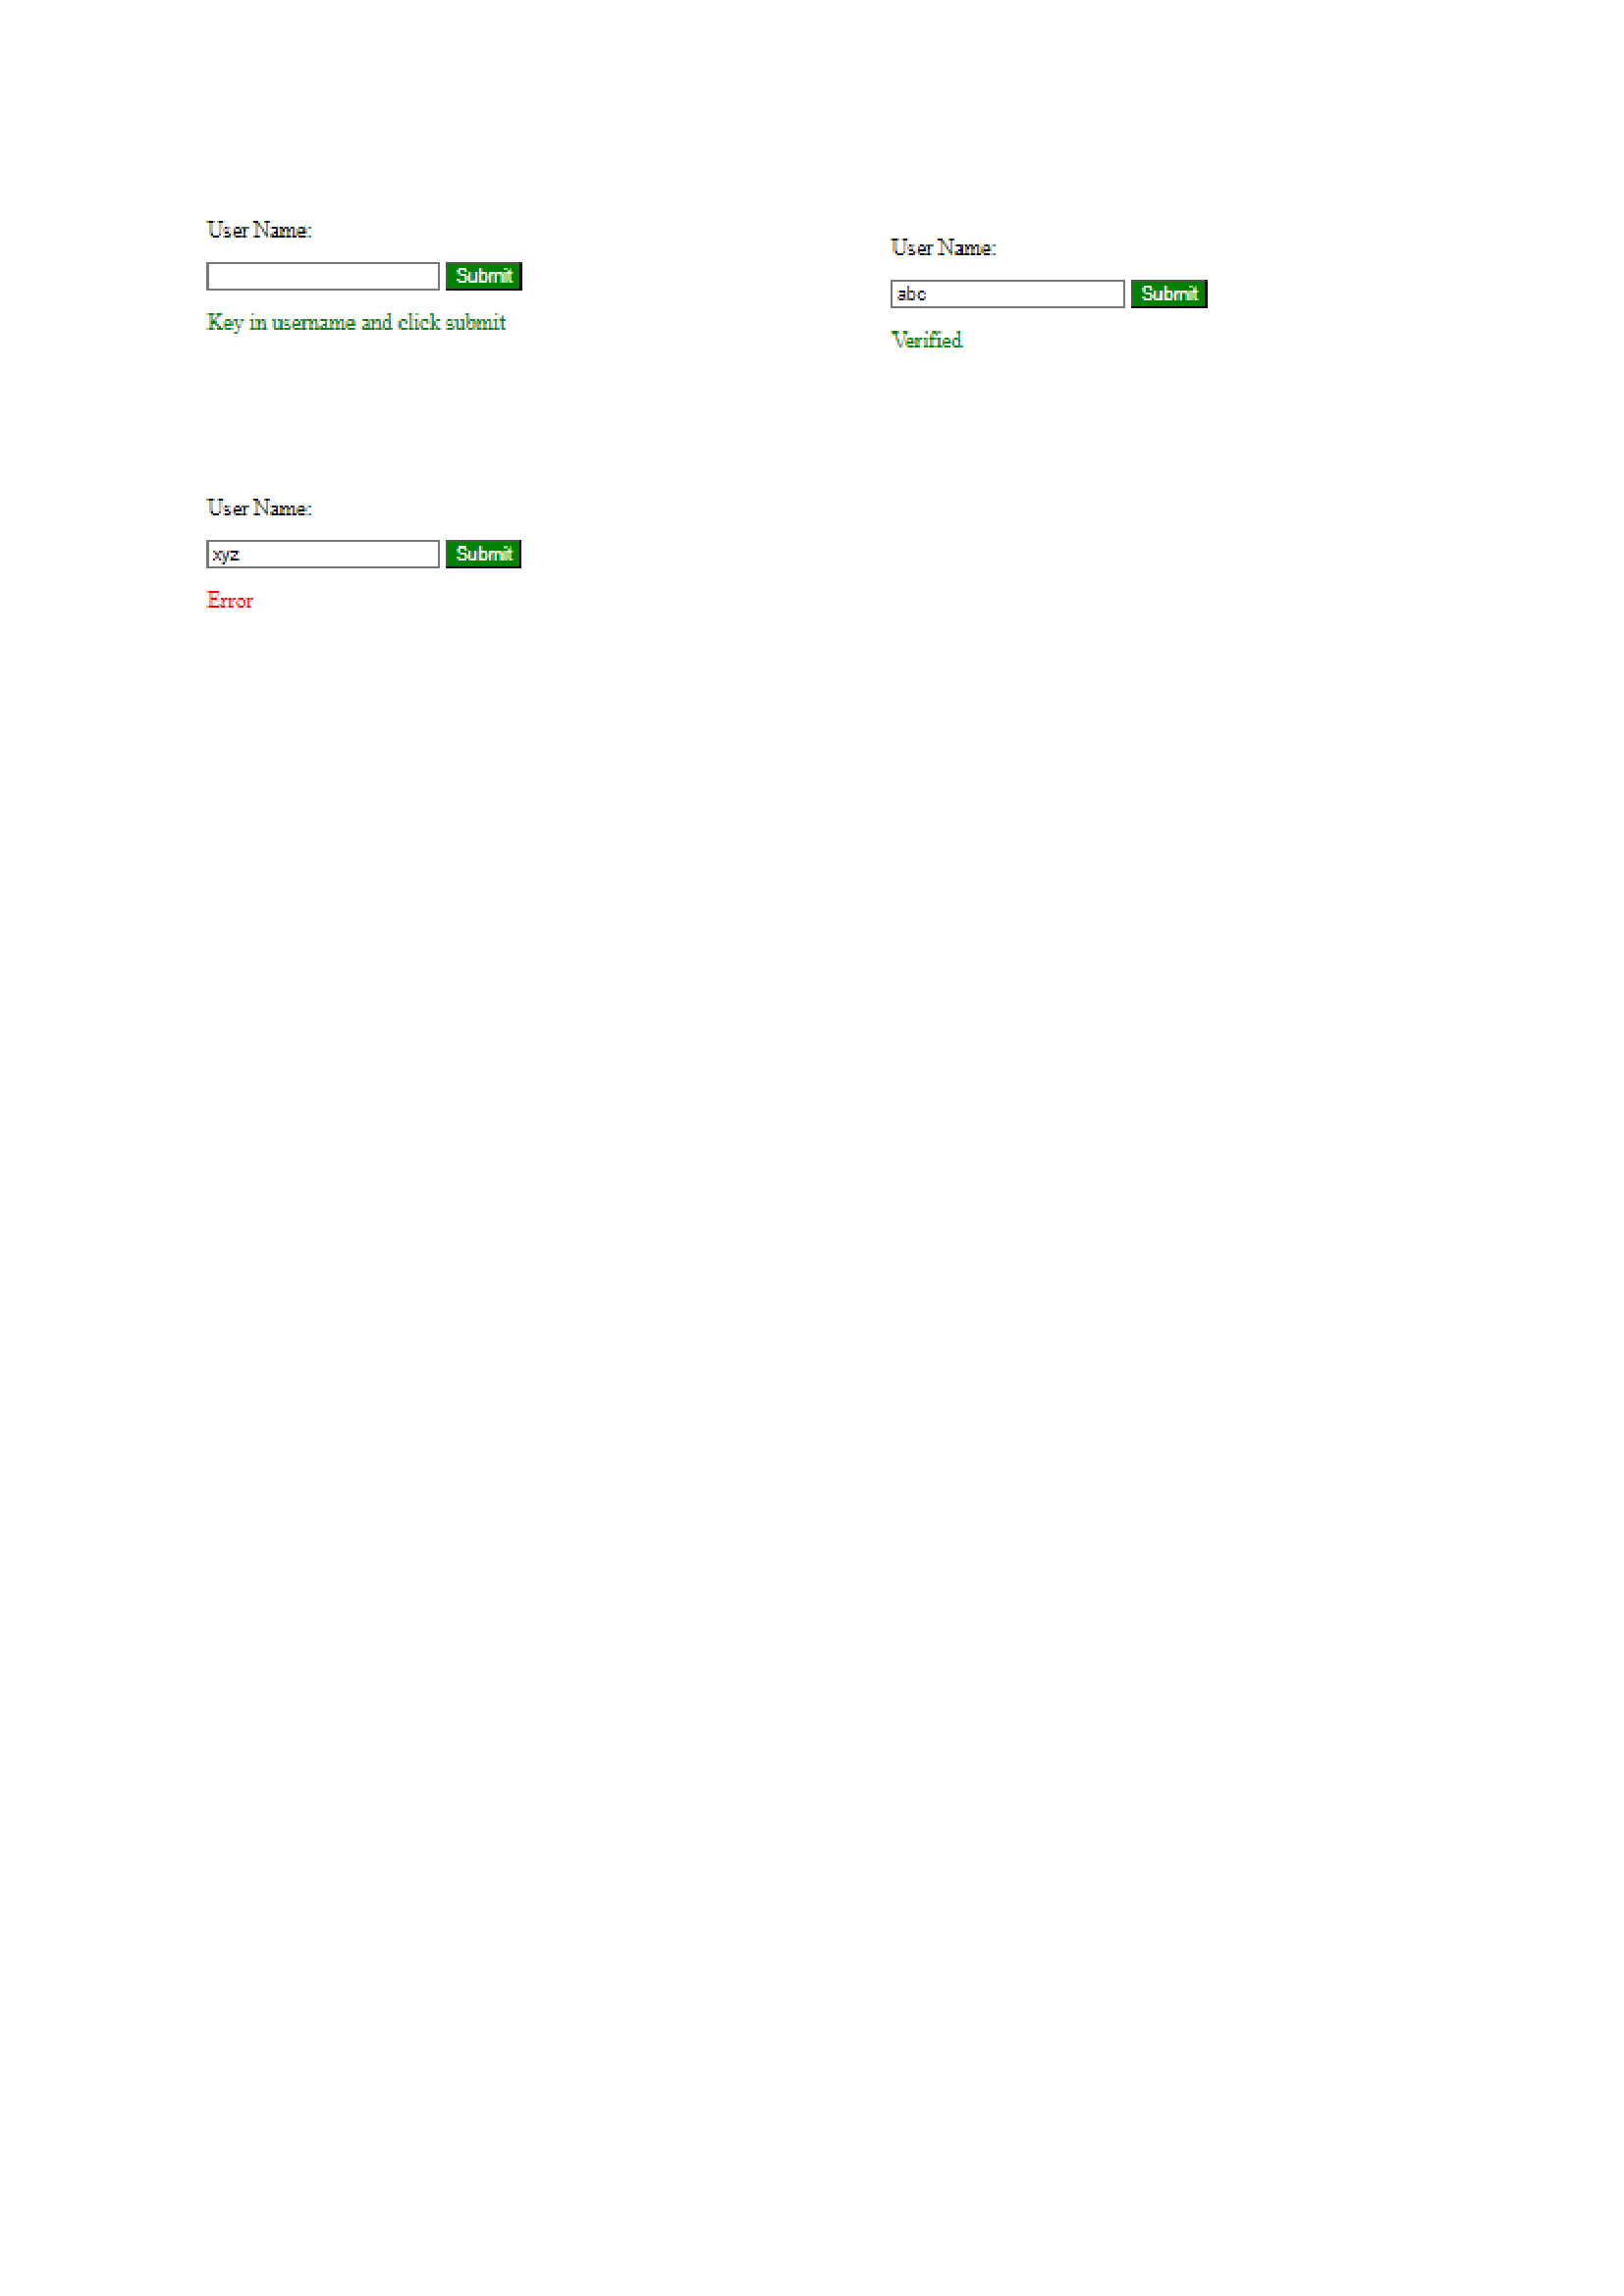 User Name:
Submit
Key in username and click submit
User Name:
abc Submit
Verified
User Name:
xyz Submit
Error